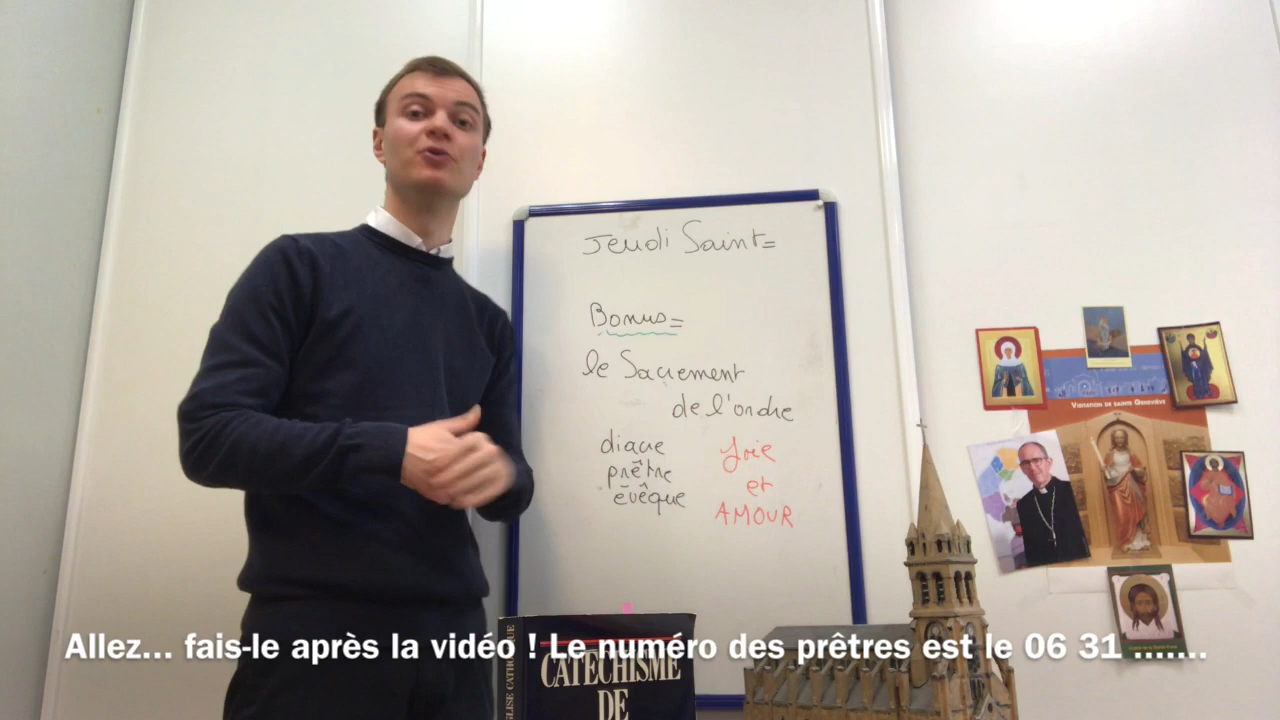 Jeudi Saint=
Bonus=
le Sacrement
de l'ordre
diacre
prêtre
évêque
Joie
et
AMOUR
VISITATION DE SAINTE GENEVIÈVE
GLISE CATHOLIQUE
CATÉCHISME
DE
Allez... fais-le après la vidéo ! Le numéro des prêtres est le 06 31 .......